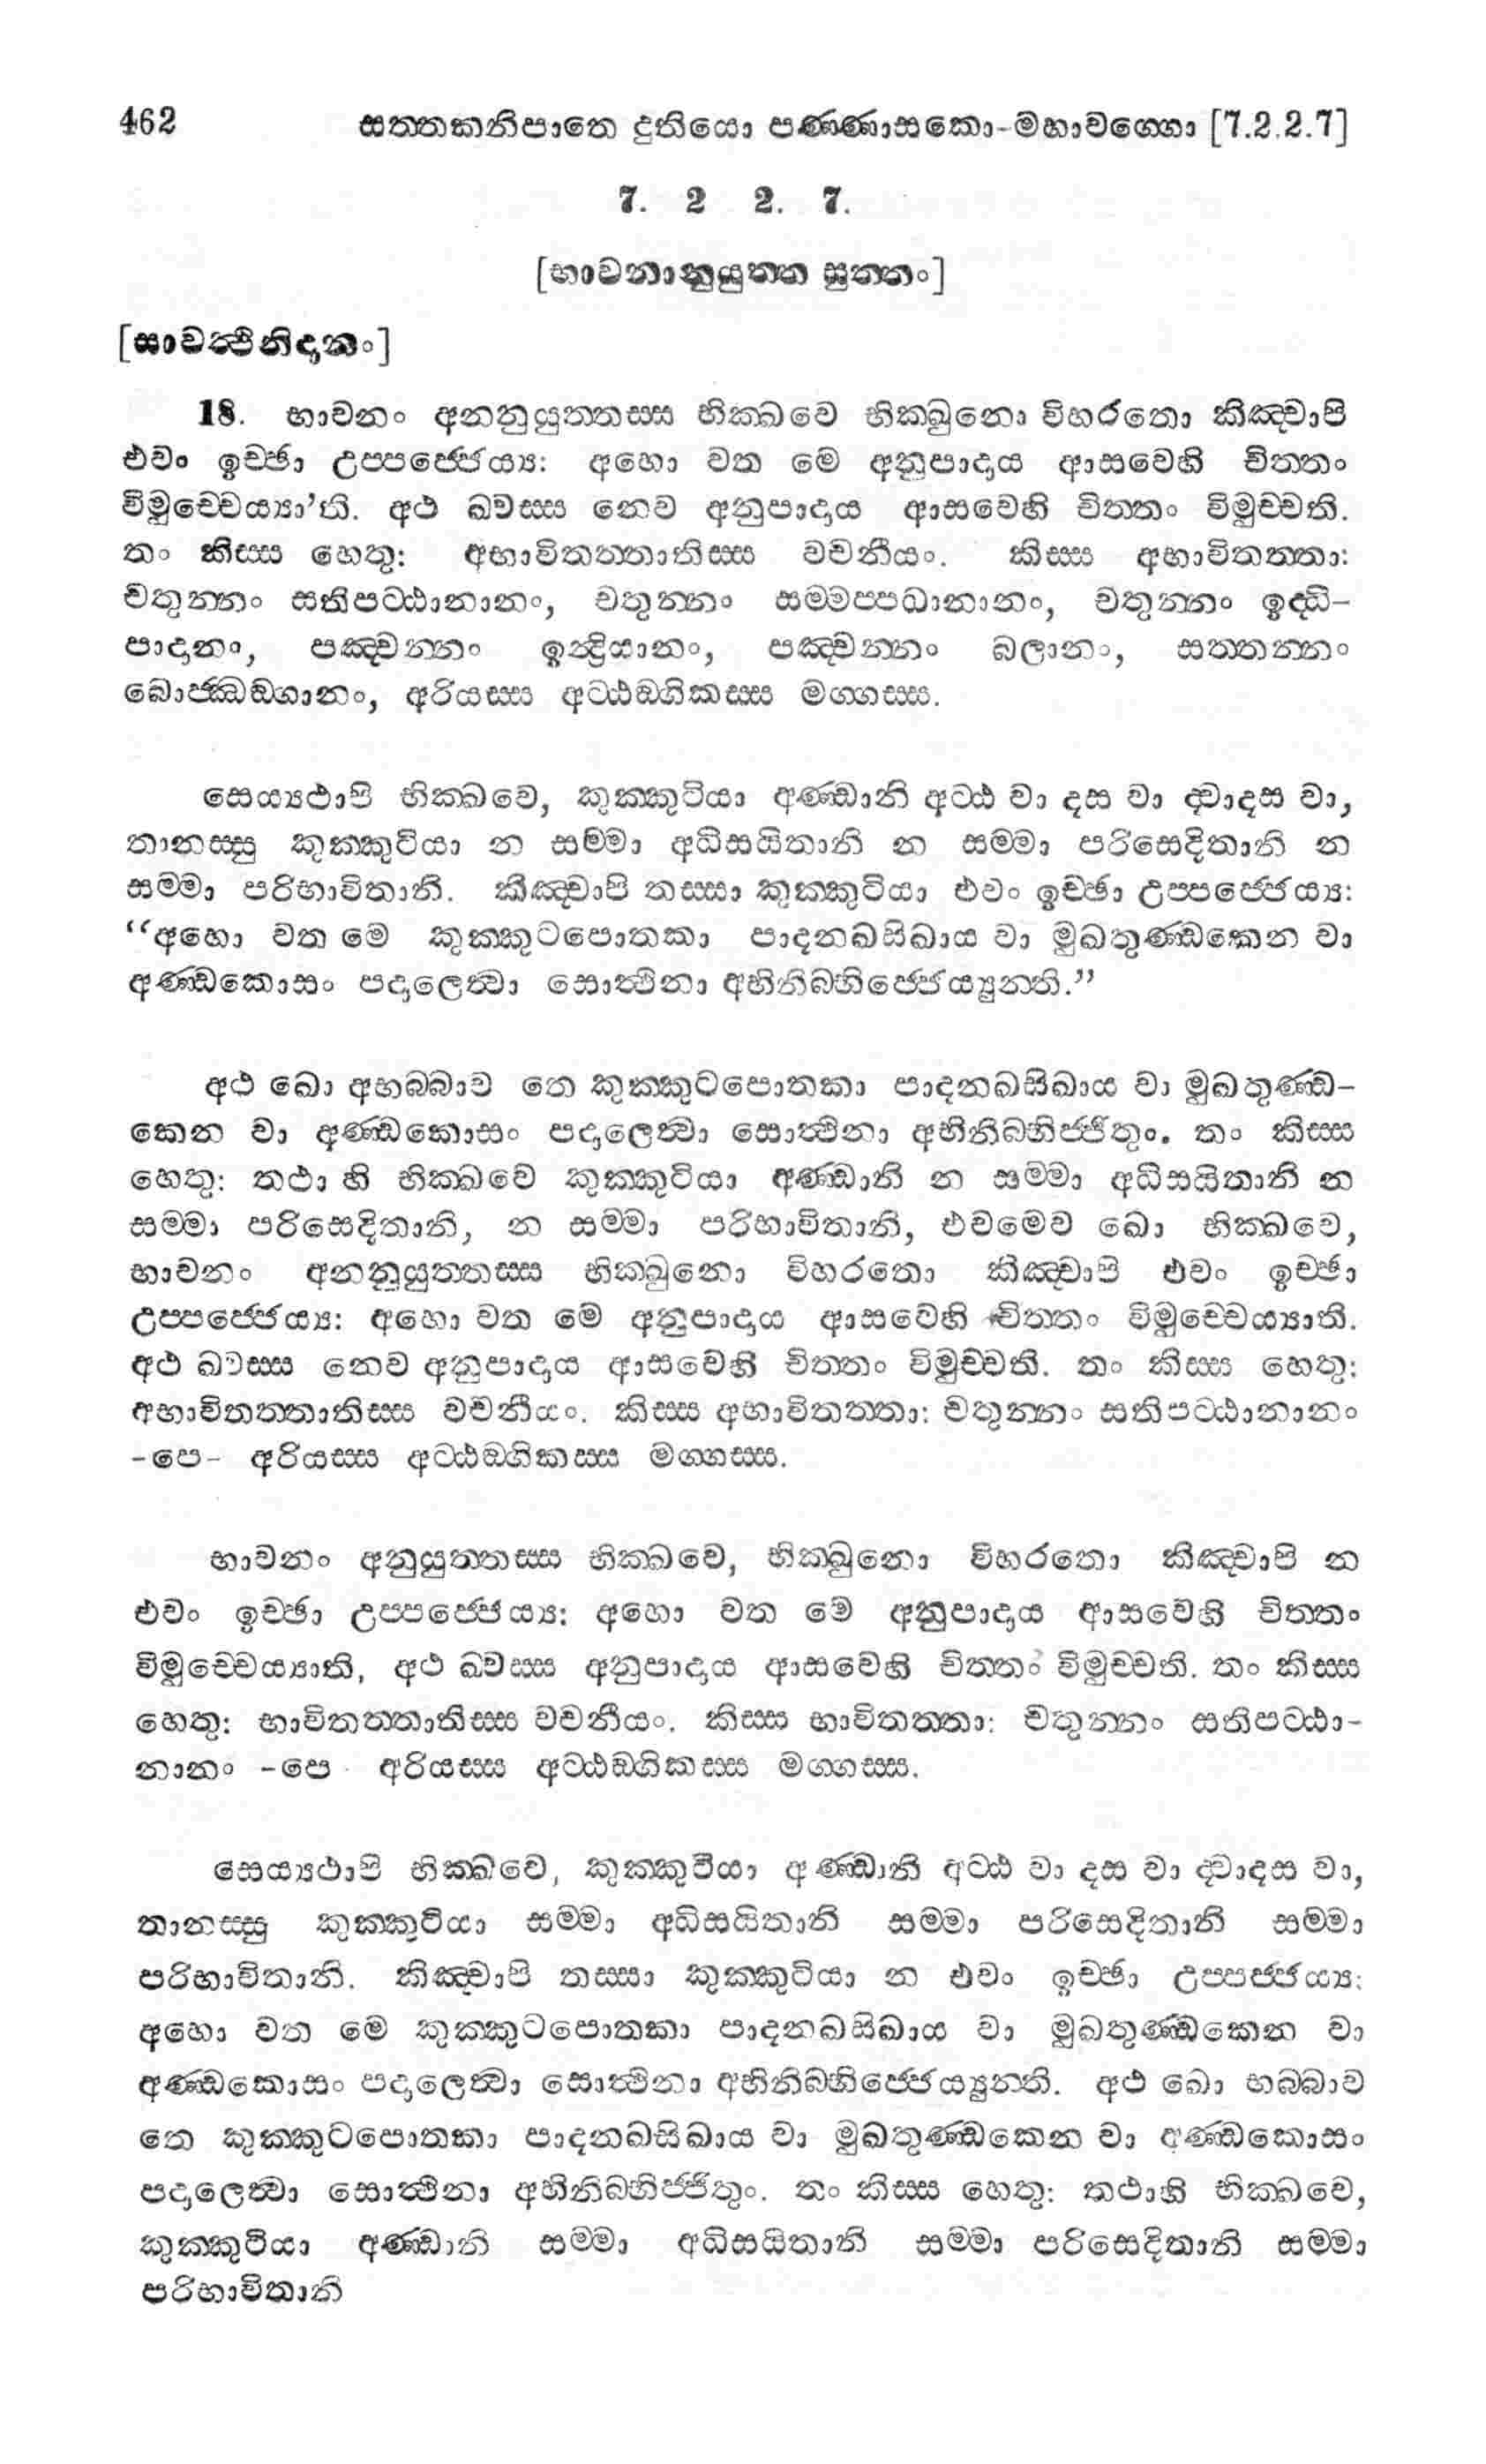 462 සත්තකනිපාතෙ දුතියො පණ්ණාසකො-මහාවග්ගො [7.2.2.7]
7. 2 2. 7.
[භාවනානුයුත්ත සුත්තං]
[සාවත්ථිනිදානං]
18. භාවනං අනනුයුත්තස්ස භික්ඛවෙ භික්ඛුනො විහරතො කිඤ්චාපි
එවං ඉච්ඡා උප්පජ්ජෙය්‍ය: අහො වත මෙ අනුපාදාය ආසවෙහි චිත්තං
විමුච්චෙය්‍යා’ති. අථ ඛ්වස්ස නෙව අනුපාදාය ආසවෙහි චිත්තං විමුච්චති.
තං කිස්ස හෙතු: අභාවිතත්තාතිස්ස වචනීයං. කිස්ස අභාවිතත්තා:
චතුන්නං සතිපට්ඨානානං, චතුන්නං සම්මප්පධානානං, චතුන්නං ඉද්ධි-
පාදානං, පඤ්චන්නං ඉන්ද්‍රියානං, පඤ්චන්නං බලානං, සත්තන්නං
බොජ්ඣඞ්ගානං, අරියස්ස අට්ඨඞ්ගිකස්ස මග්ගස්ස.
සෙය්‍යථාපි භික්ඛවෙ, කුක්කුටියා අණ්ඩානි අට්ඨ වා දස වා ද්වාදස වා,
තානස්සු කුක්කුටියා න සම්මා අධිසයිතානි න සම්මා පරිසෙදිතානි න
සම්මා පරිභාවිතානි. කිඤ්චාපි තස්සා කුක්කුටියා එවං ඉච්ඡා උප්පජ්ජෙය්‍ය:
“අහො වත මෙ කුක්කුටපොතකා පාදනඛසිඛාය වා මුඛතුණ්ඩකෙන වා
අණ්ඩකොසං පදාලෙත්වා සොත්ථිනා අභිනිබ්භිජ්ජෙය්‍යුන්ති.”
අථ ඛො අභබ්බාව තෙ කුක්කුටපොතකා පාදනඛසිඛාය වා මුඛතුණ්ඩ-
කෙන වා අණ්ඩකොසං පදාලෙත්වා සොත්ථිනා අභිනිබ්භිජ්ජිතුං. තං කිස්ස
හෙතු: තථා හි භික්ඛවෙ කුක්කුටියා අණ්ඩානි න සම්මා අධිසයිතානි න
සම්මා පරිසෙදිතානි, න සම්මා පරිභාවිතානි, එවමෙව ඛො භික්ඛවෙ,
භාවනං අනනුයුත්තස්ස භික්ඛුනො විහරතො කිඤ්චාපි එවං ඉච්ඡා
උප්පජ්ජෙය්‍ය: අහො වත මෙ අනුපාදාය ආසවෙහි චිත්තං විමුච්චෙය්‍යාති.
අථ ඛ්වස්ස නෙව අනුපාදාය ආසවෙහි චිත්තං විමුච්චති. තං කිස්ස හෙතු:
අභාවිතත්තාතිස්ස වචනීයං. කිස්ස අභාවිතත්තා: චතුන්නං සතිපට්ඨානානං
-පෙ- අරියස්ස අට්ඨඞ්ගිකස්ස මග්ගස්ස.
භාවනං අනුයුත්තස්ස භික්ඛවෙ, භික්ඛුනො විහරතො කිඤ්චාපි න
එවං ඉච්ඡා උප්පජ්ජෙය්‍ය: අහො වත මෙ අනුපාදාය ආසවෙහි චිත්තං
විමුච්චෙය්‍යාති, අථ ඛ්වස්ස අනුපාදාය ආසවෙහි චිත්තං විමුච්චති. තං කිස්ස
හෙතු: භාවිතත්තාතිස්ස වචනීයං. කිස්ස භාවිතත්තා: චතුන්නං සතිපට්ඨා-
නානං -පෙ අරියස්ස අට්ඨඞ්ගිකස්ස මග්ගස්ස.
සෙය්‍යථාපි භික්ඛවෙ, කුක්කුටියා අණ්ඩානි අට්ඨ වා දස වා ද්වාදස වා,
තානස්සු කුක්කුටියා සම්මා අධිසයිතානි සම්මා පරිසෙදිතානි සම්මා
පරිභාවිතානි. කිඤ්චාපි තස්සා කුක්කුටියා න එවං ඉච්ඡා උප්පජ්ජය්‍ය:
අහො වත මෙ කුක්කුටපොතකා පාදනඛසිඛාය වා මුඛතුණ්ඩකෙන වා
අණ්ඩකොසං පදාලෙත්වා සොත්ථිනා අභිනිබ්භිජ්ජෙය්‍යුන්ති. අථ ඛො භබ්බාව
තෙ කුක්කුටපොතකා පාදනඛසිඛාය වා මුඛතුණ්ඩකෙන වා අණ්ඩකොසං
පදාලෙත්වා සොත්ථිනා අභිනිබ්භිජ්ජිතුං. තං කිස්ස හෙතු: තථාහි භික්ඛවෙ,
කුක්කුටියා අණ්ඩානි සම්මා අධිසයිතානි සම්මා පරිසෙදිතානි සම්මා
පරිභාවිතානි